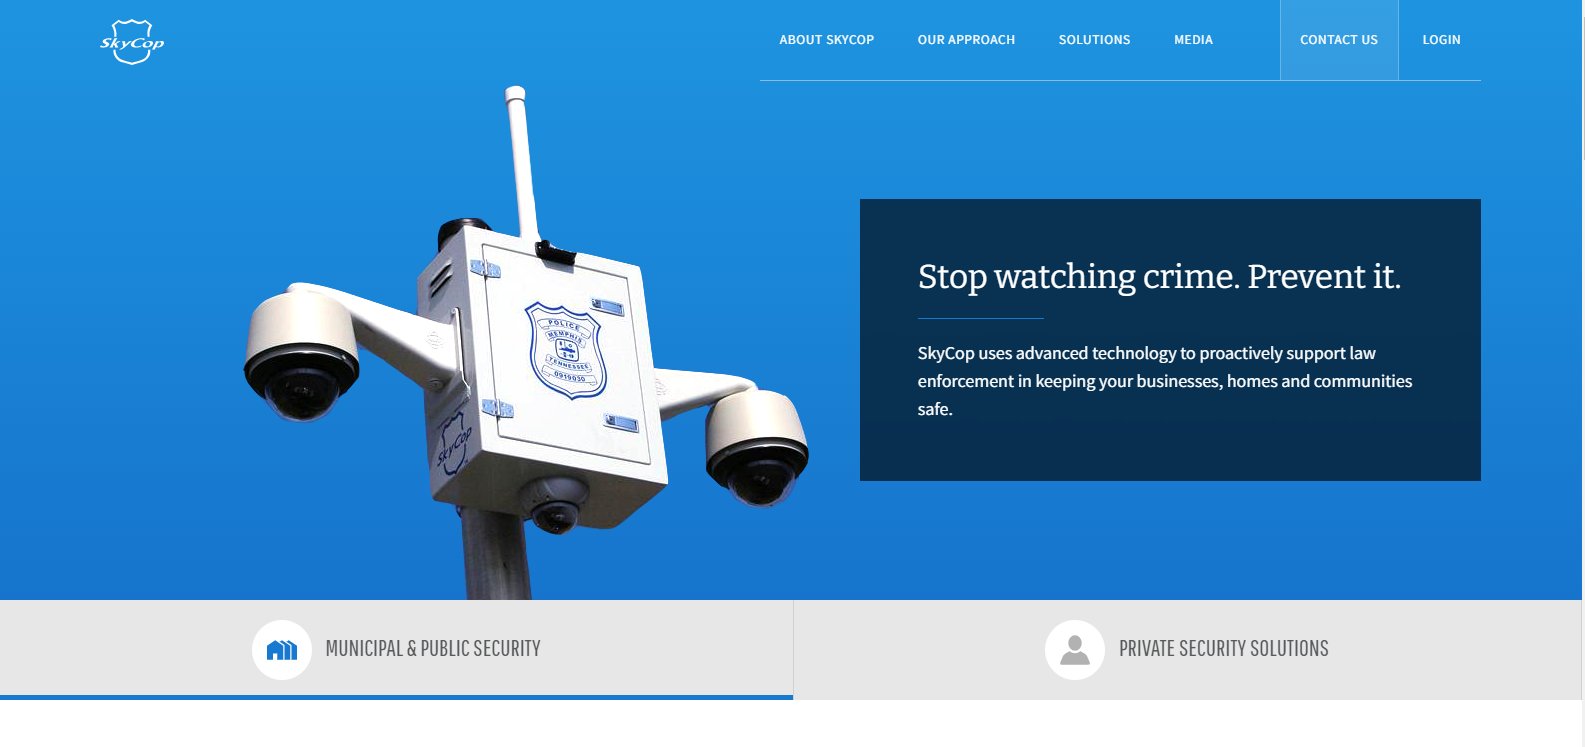 SkyCop
ABOUT SKYCOP
OUR APPROACH
SOLUTIONS
MEDIA
CONTACT US
LOGIN
POLICE
MEMPHIS
TENNESSEE
0919030
SkyCop
Stop watching crime. Prevent it.
SkyCop uses advanced technology to proactively support law
enforcement in keeping your businesses, homes and communities
safe.
MUNICIPAL & PUBLIC SECURITY
PRIVATE SECURITY SOLUTIONS